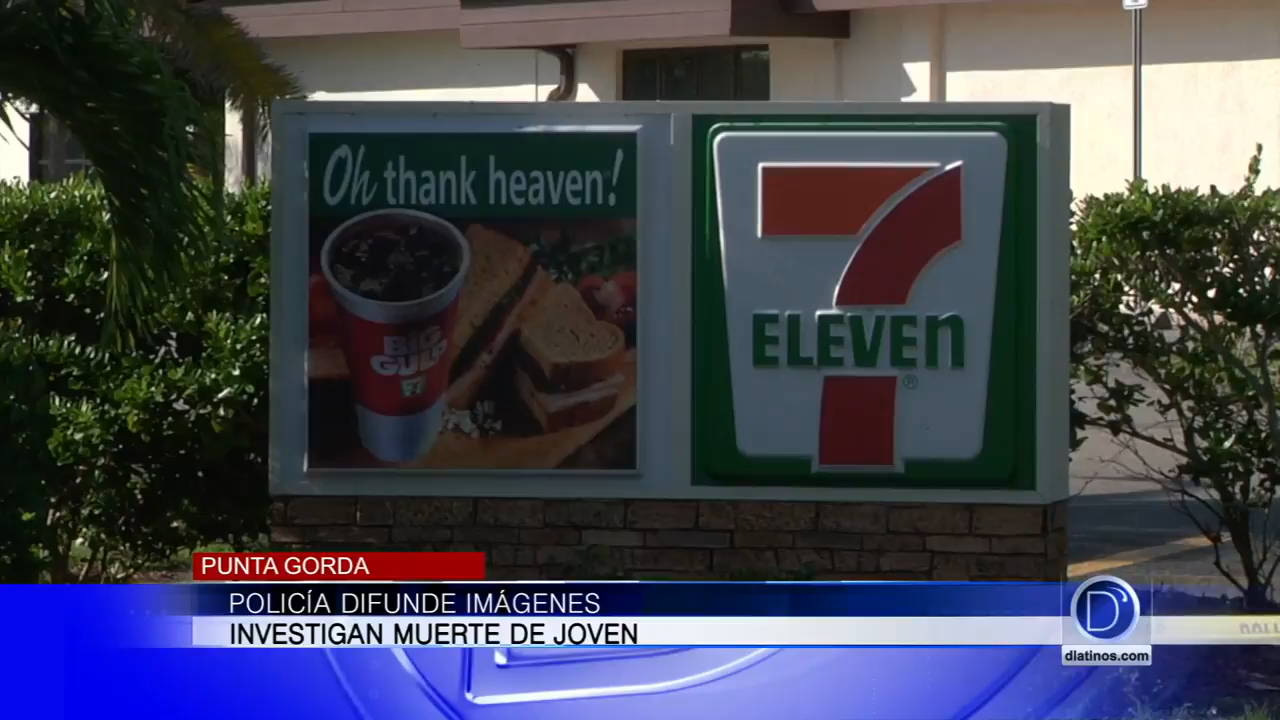 Oh thank heaven!
BIG
GULP
7
ELEVEN
®
PUNTA GORDA
POLICÍA DIFUNDE IMÁGENES
INVESTIGAN MUERTE DE JOVEN
D
dlatinos.com